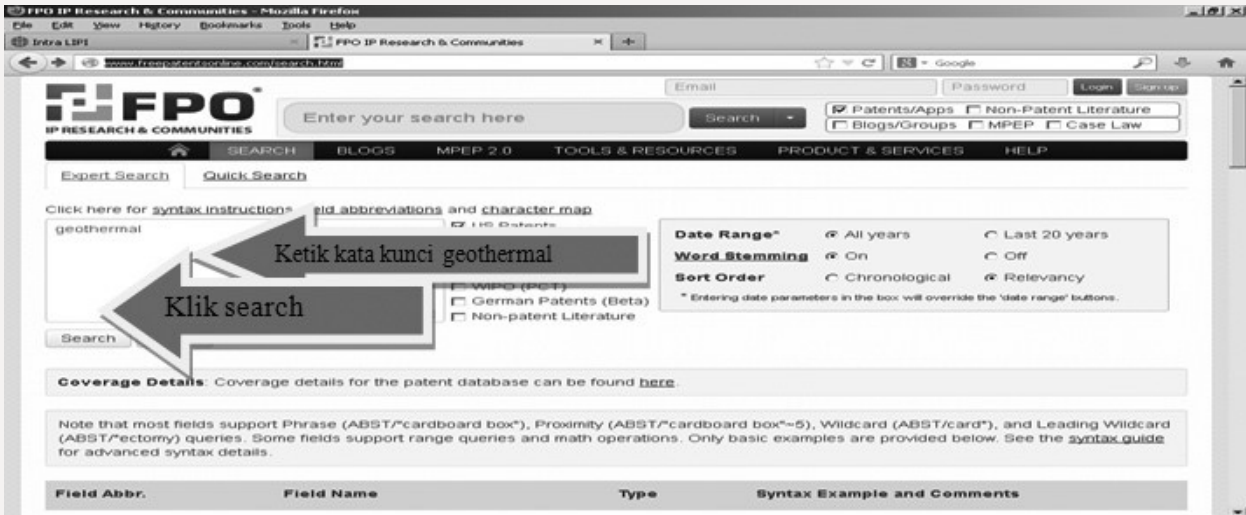 FPO IP Research & Communities - Mozilla Firefox
File Edit View History Bookmarks Tools Help
Intra LIPI
FPO IP Research & Communities
www.freepatentsonline.com/search.html
Google
FPO
IP RESEARCH & COMMUNITIES
Email Password Login Sign up
Enter your search here Search
Patents/Apps Non-Patent Literature
Blogs/Groups MPEP Case Law
SEARCH BLOGS MPEP 2.0 TOOLS & RESOURCES PRODUCT & SERVICES HELP
Expert Search Quick Search
Click here for syntax instructions, field abbreviations and character map
geothermal
US Patents
Ketik kata kunci geothermal
WIPO (PCT)
German Patents (Beta)
Non-patent Literature
Klik search
Search
Date Range* All years Last 20 years
Word Stemming On Off
Sort Order Chronological Relevancy
* Entering date parameters in the box will override the 'date range' buttons.
Coverage Details: Coverage details for the patent database can be found here.
Note that most fields support Phrase (ABST/"cardboard box"), Proximity (ABST/"cardboard box"~5), Wildcard (ABST/card*), and Leading Wildcard
(ABST/*ectomy) queries. Some fields support range queries and math operations. Only basic examples are provided below. See the syntax guide
for advanced syntax details.
Field Abbr. Field Name Type Syntax Example and Comments